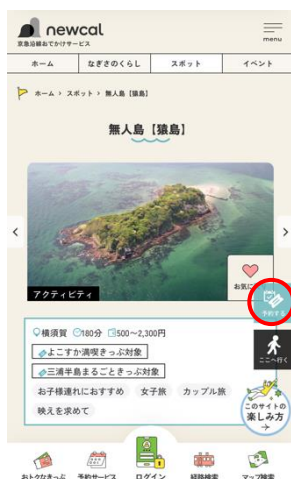 newcal
京急沿線おでかけサービス
menu
ホーム なぎさのくらし スポット イベント
ホーム › スポット › 無人島【猿島】
無人島【猿島】
アクティビティ
お気に
予約する
横須賀 180分 500〜2,300円
よこすか満喫きっぷ対象
三浦半島まるごときっぷ対象
ここへ行く
お子様連れにおすすめ 女子旅 カップル旅
映えを求めて
このサイトの
楽しみ方
おトクなきっぷ 予約サービス ログイン 経路検索 マップ検索